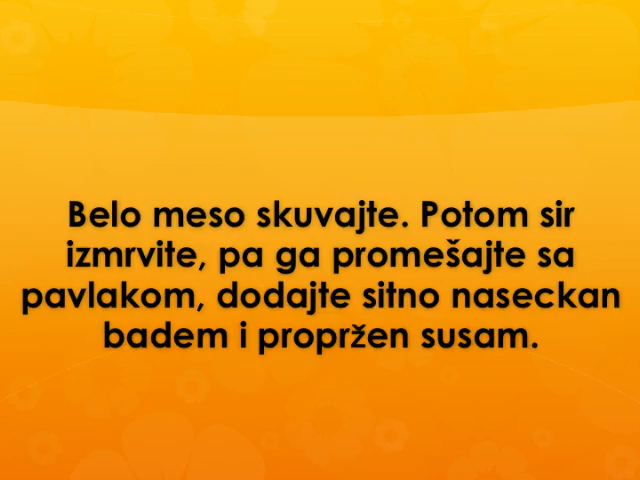 Belo meso skuvajte. Potom sir
izmrvite, pa ga promešajte sa
pavlakom, dodajte sitno naseckan
badem i propržen susam.